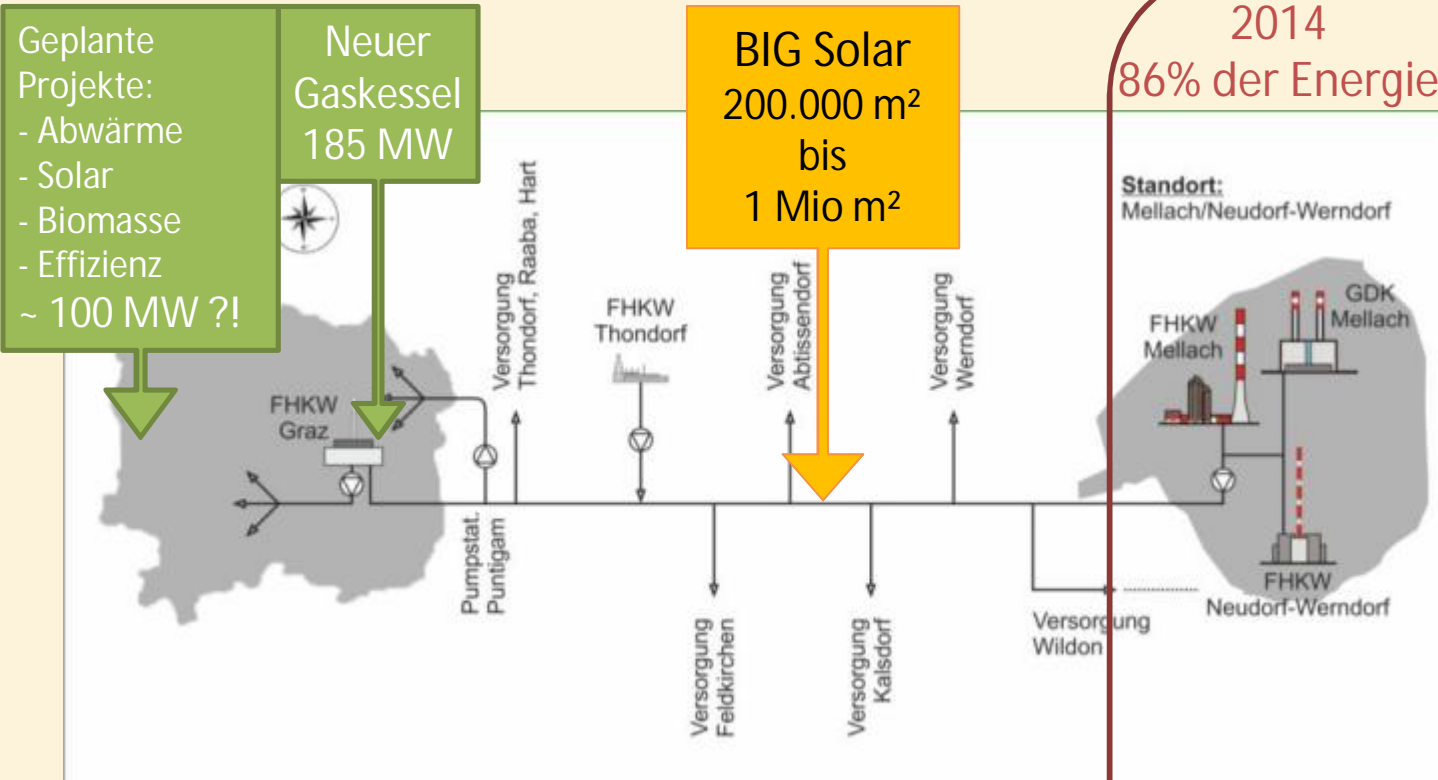 Geplante
Projekte:
- Abwärme
- Solar
- Biomasse
- Effizienz
~ 100 MW ?!
Neuer
Gaskessel
185 MW
BIG Solar
200.000 m²
bis
1 Mio m²
2014
86% der Energie
Standort:
Mellach/Neudorf-Werndorf
FHKW
Graz
Pumpstat.
Puntigam
Versorgung
Thondorf, Raaba, Hart
FHKW
Thondorf
Versorgung
Feldkirchen
Versorgung
Abtissendorf
Versorgung
Kalsdorf
Versorgung
Werndorf
Versorgung
Wildon
FHKW
Mellach
GDK
Mellach
FHKW
Neudorf-Werndorf